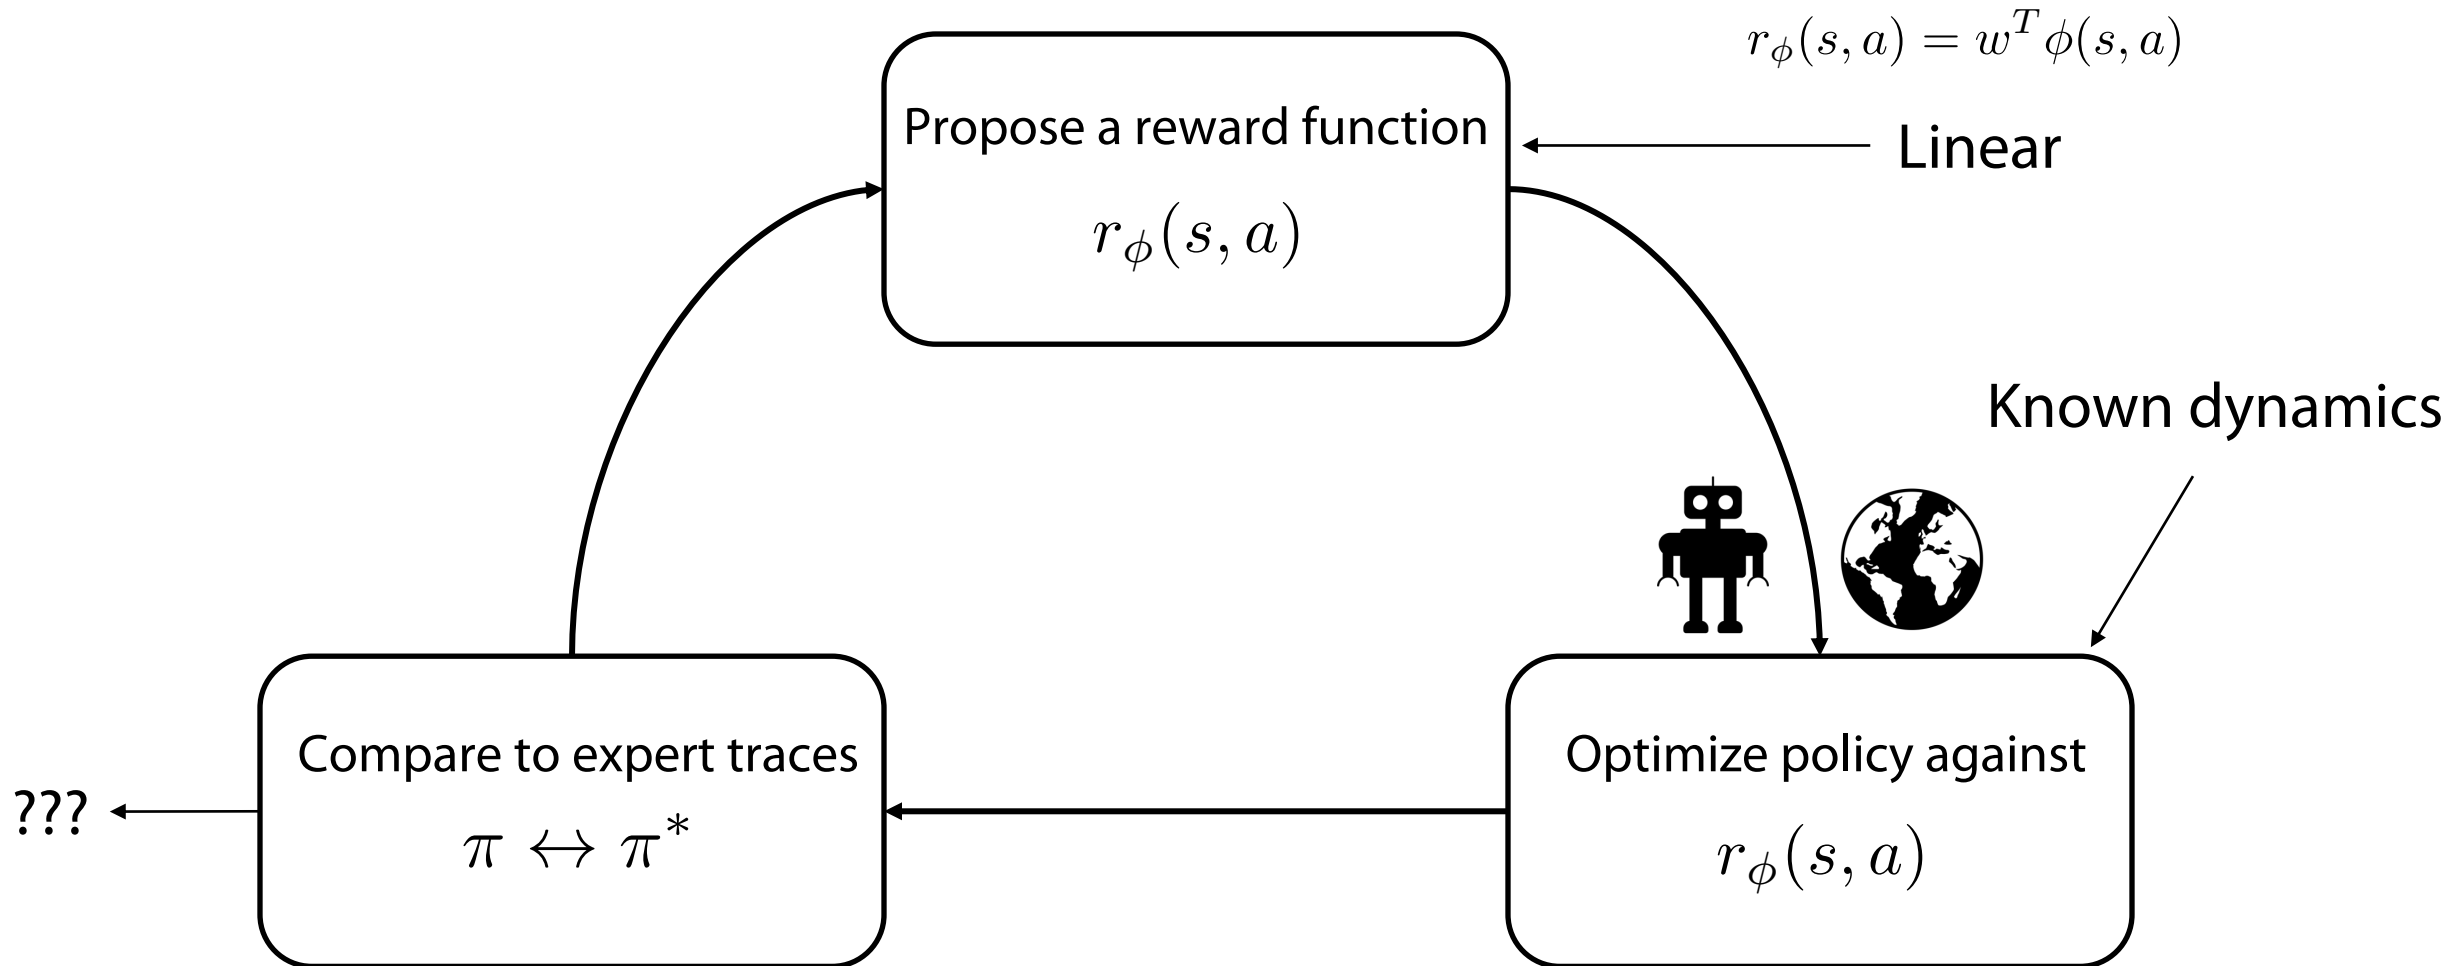 r_ϕ(s, a) = w^T ϕ(s, a)
Propose a reward function
r_ϕ(s, a)
Linear
Known dynamics
Compare to expert traces
π ↔ π*
???
Optimize policy against
r_ϕ(s, a)